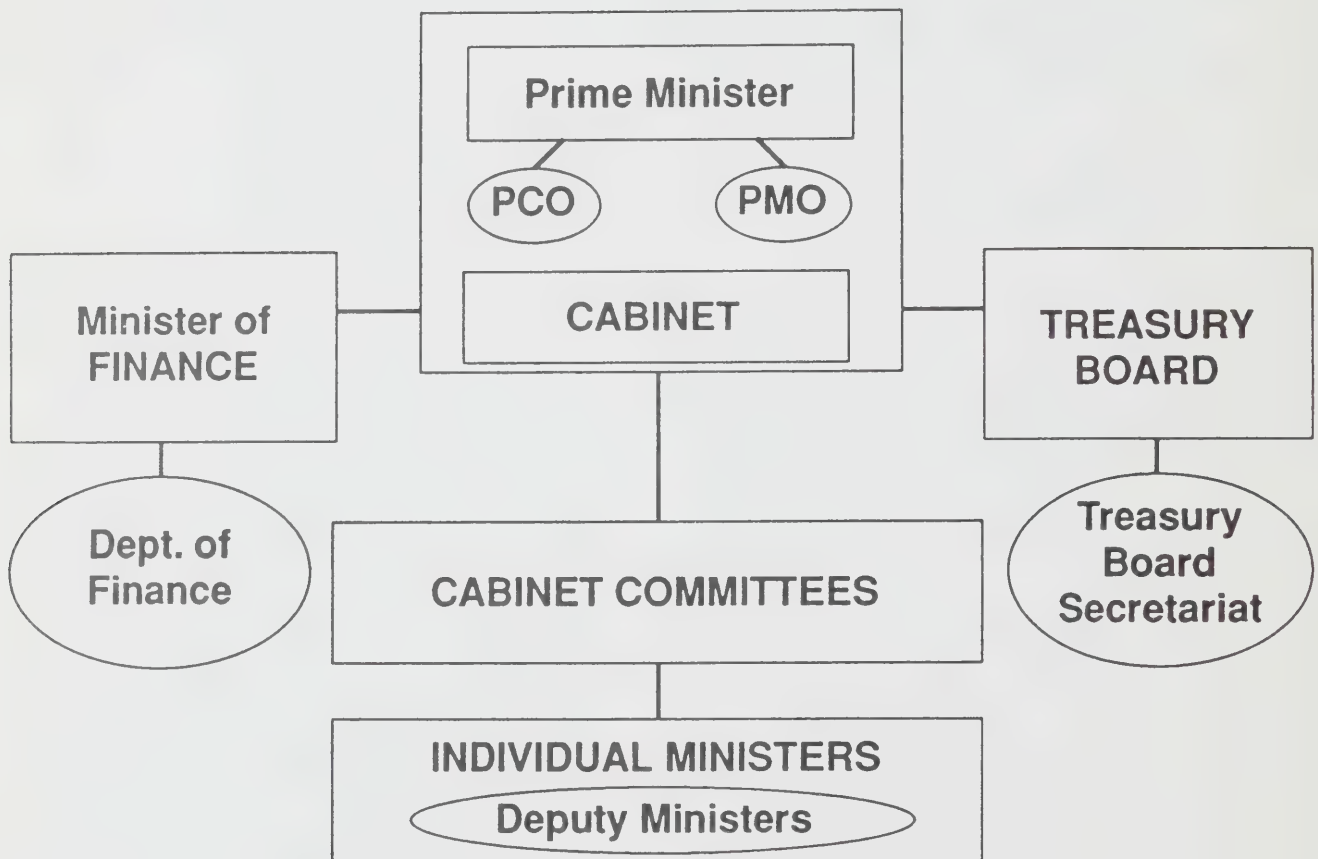 Prime Minister
PCO
PMO
CABINET
Minister of
FINANCE
TREASURY
BOARD
Dept. of
Finance
Treasury
Board
Secretariat
CABINET COMMITTEES
INDIVIDUAL MINISTERS
Deputy Ministers